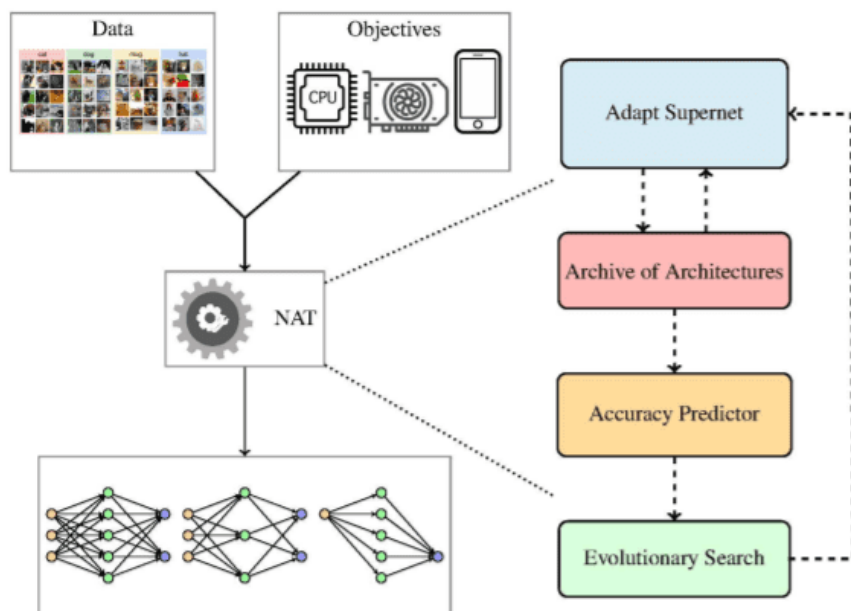 Data
Objectives
CPU
NAT
Adapt Supernet
Archive of Architectures
Accuracy Predictor
Evolutionary Search